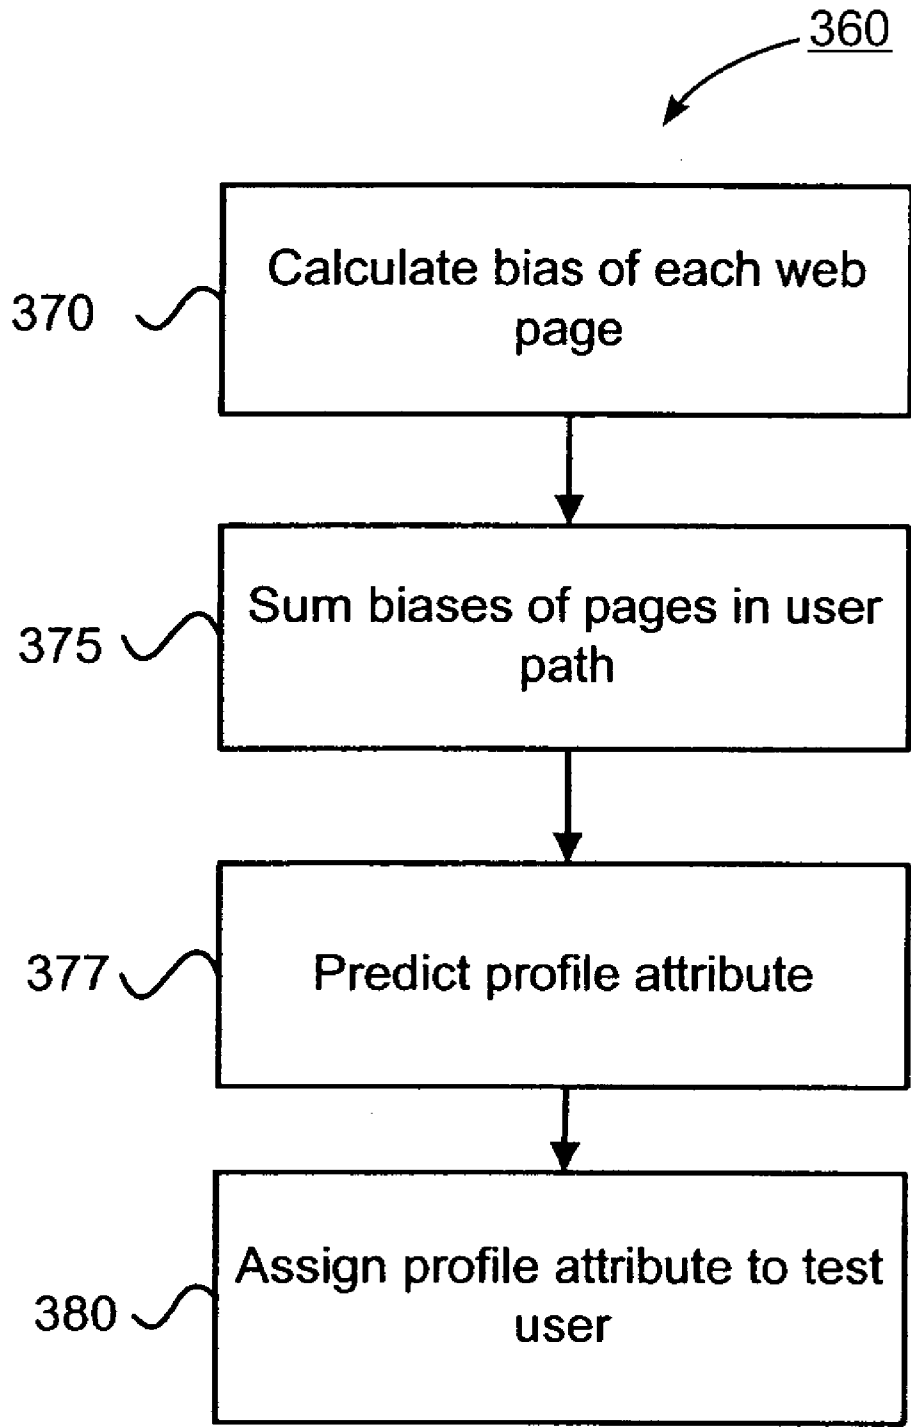 360
Calculate bias of each web
page
370
Sum biases of pages in user
path
375
Predict profile attribute
377
Assign profile attribute to test
user
380